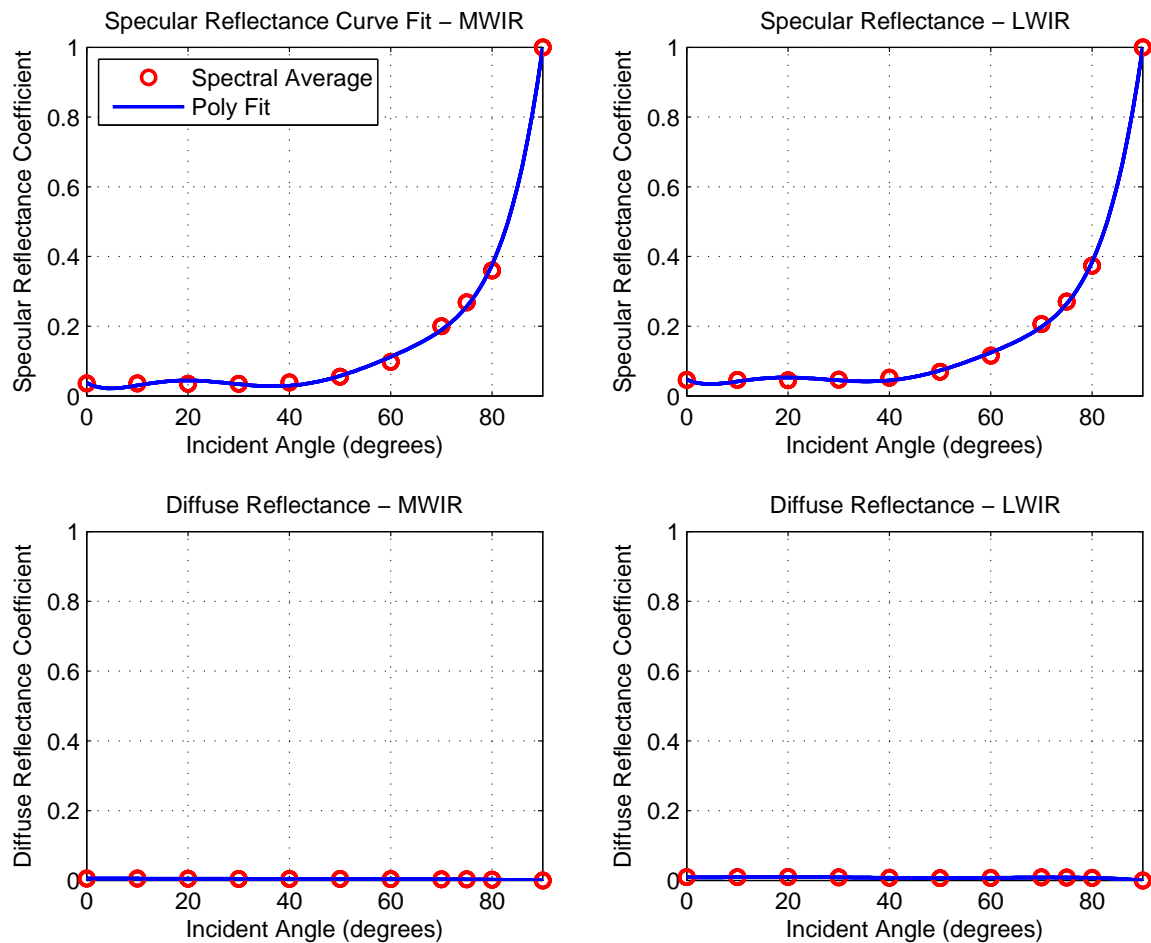 Specular Reflectance Curve Fit − MWIR
Specular Reflectance Coefficient
1
0.8
0.6
0.4
0.2
0
Spectral Average
Poly Fit
0 20 40 60 80
Incident Angle (degrees)
Specular Reflectance − LWIR
Specular Reflectance Coefficient
1
0.8
0.6
0.4
0.2
0
0 20 40 60 80
Incident Angle (degrees)
Diffuse Reflectance − MWIR
Diffuse Reflectance Coefficient
1
0.8
0.6
0.4
0.2
0
0 20 40 60 80
Incident Angle (degrees)
Diffuse Reflectance − LWIR
Diffuse Reflectance Coefficient
1
0.8
0.6
0.4
0.2
0
0 20 40 60 80
Incident Angle (degrees)